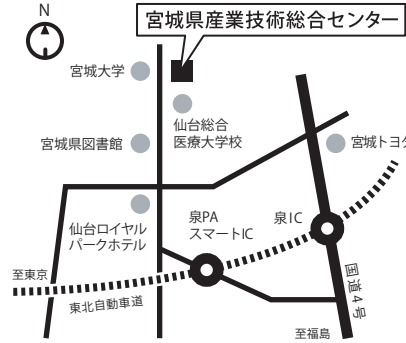 N
宮城県産業技術総合センター
宮城大学
仙台総合
医療大学校
宮城県図書館
宮城トヨタ
仙台ロイヤル
パークホテル
泉PA
スマートIC
泉IC
至東京
東北自動車道
国道4号
至福島